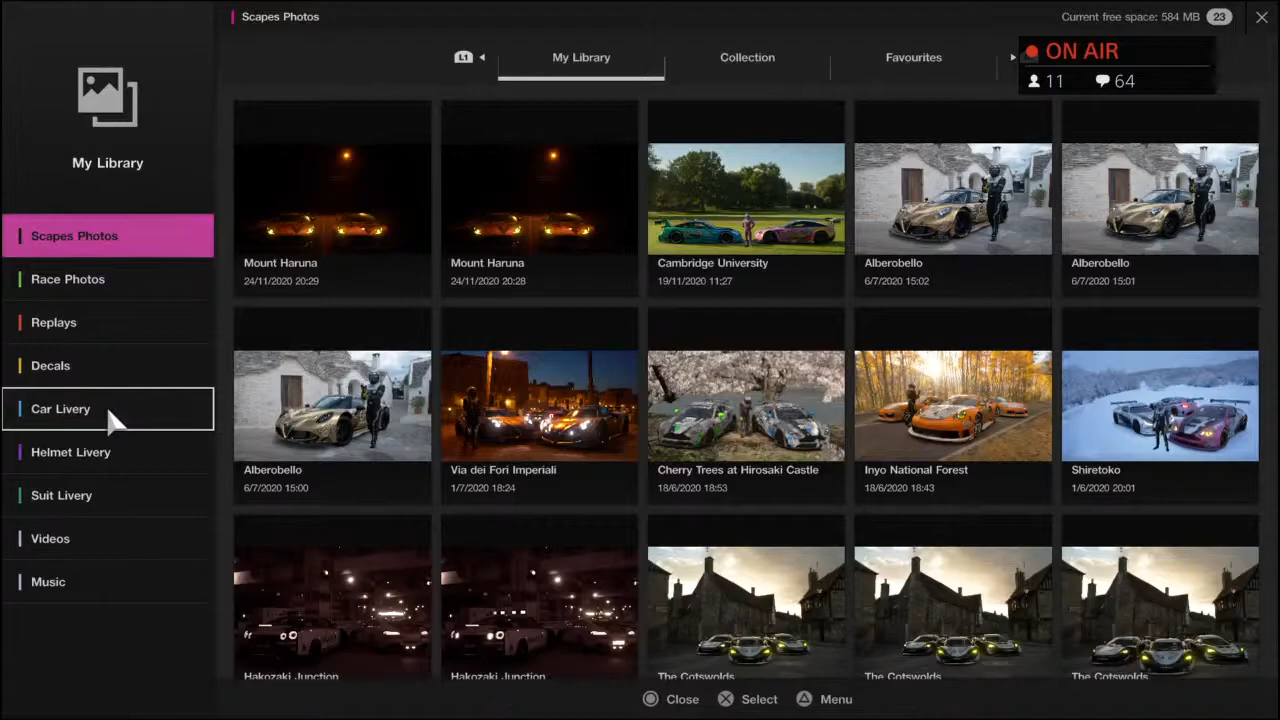 Scapes Photos
Current free space: 584 MB 23
L1
My Library
Collection
Favourites
ON AIR
11 64
My Library
Scapes Photos
Race Photos
Replays
Decals
Car Livery
Helmet Livery
Suit Livery
Videos
Music
Mount Haruna
24/11/2020 20:29
Mount Haruna
24/11/2020 20:28
Cambridge University
19/11/2020 11:27
Alberobello
6/7/2020 15:02
Alberobello
6/7/2020 15:01
Alberobello
6/7/2020 15:00
Via dei Fori Imperiali
1/7/2020 18:24
Cherry Trees at Hirosaki Castle
18/6/2020 18:53
Inyo National Forest
18/6/2020 18:43
Shiretoko
1/6/2020 20:01
Hakozaki Junction
Hakozaki Junction
The Cotswolds
The Cotswolds
The Cotswolds
Close Select Menu